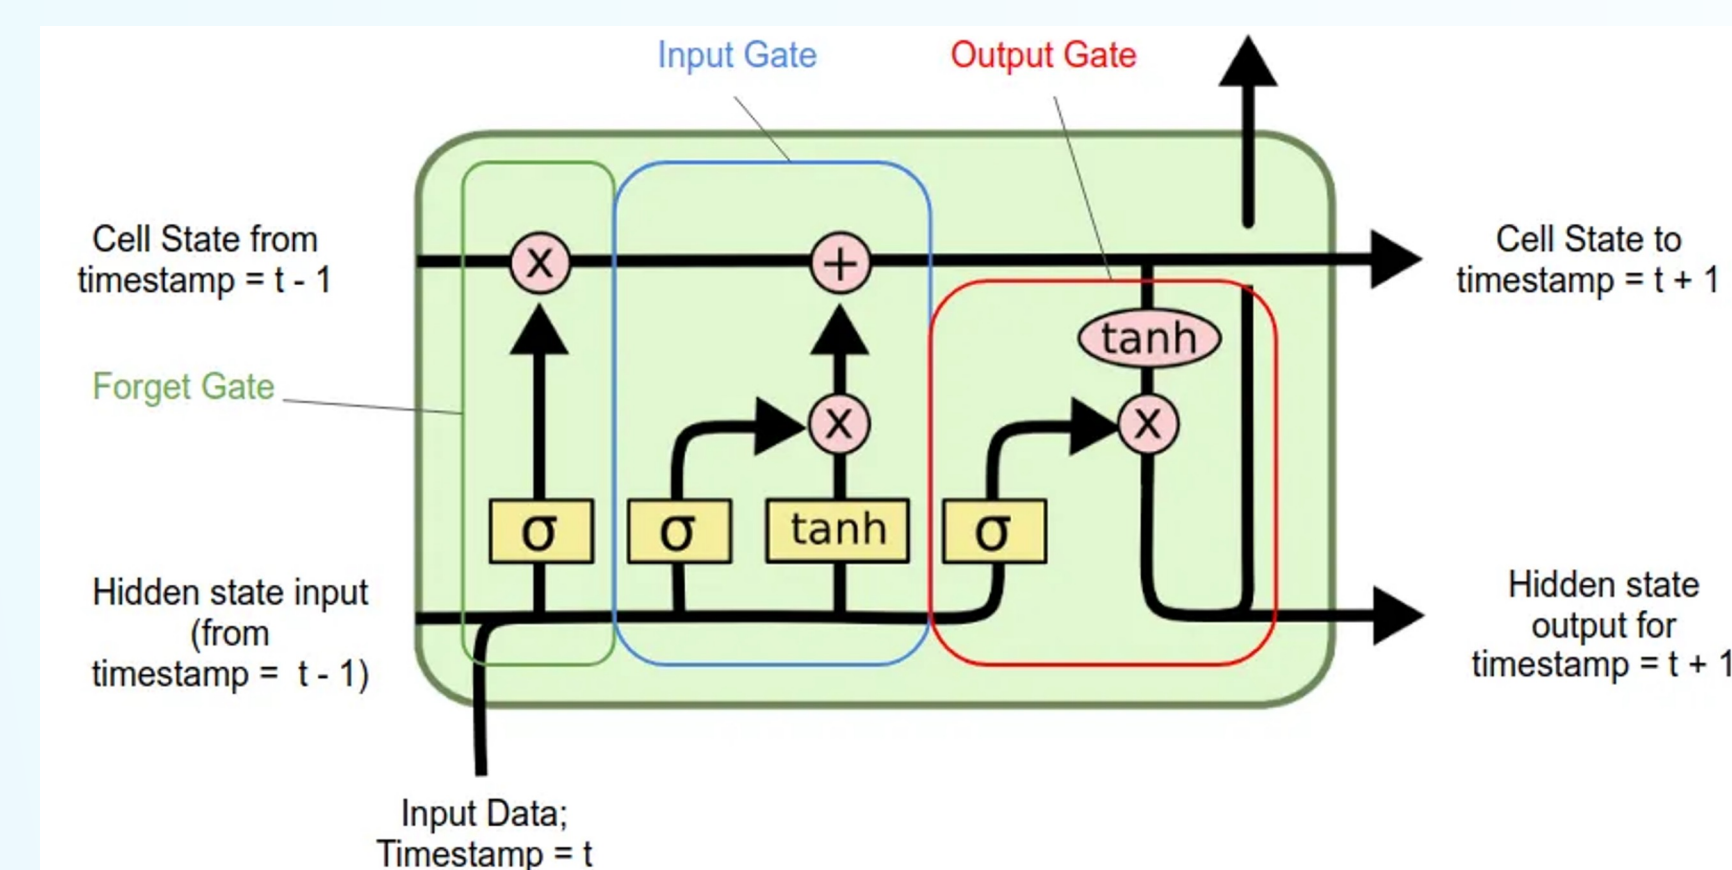 Input Gate
Output Gate
Cell State from
timestamp = t - 1
x
+
Cell State to
timestamp = t + 1
tanh
Forget Gate
x
x
σ
σ
tanh
σ
Hidden state input
(from
timestamp =  t - 1)
Hidden state
output for
timestamp = t + 1
Input Data;
Timestamp = t